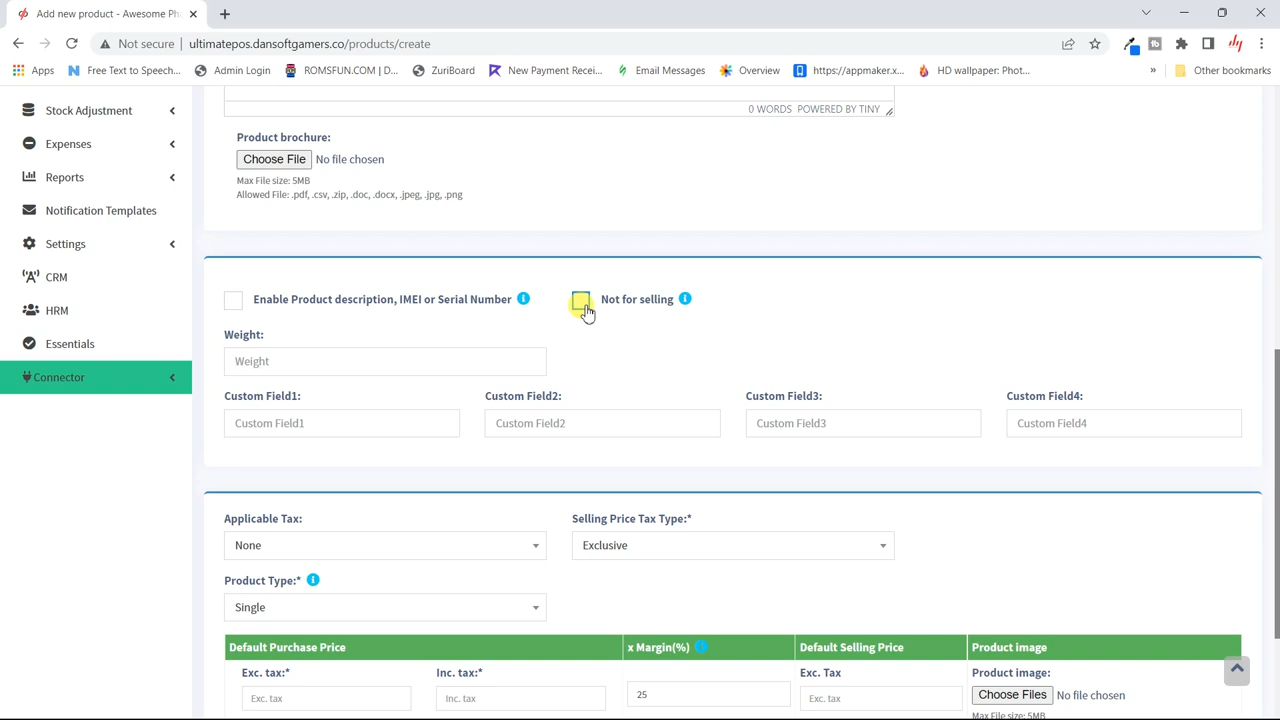 Add new product - Awesome Ph
Not secure
ultimatepos.dansoftgamers.co/products/create
Apps
Free Text to Speech...
Admin Login
ROMSFUN.COM | D...
ZuriBoard
New Payment Recei...
Email Messages
Overview
https://appmaker.x...
HD wallpaper: Phot...
»
Other bookmarks
Stock Adjustment
Expenses
Reports
Notification Templates
Settings
CRM
HRM
Essentials
Connector
0 WORDS POWERED BY TINY
Product brochure:
Choose File No file chosen
Max File size: 5MB
Allowed File: .pdf, .csv, .zip, .doc, .docx, .jpeg, .jpg, .png
Enable Product description, IMEI or Serial Number
Not for selling
Weight:
Weight
Custom Field1: Custom Field2: Custom Field3: Custom Field4:
Custom Field1 Custom Field2 Custom Field3 Custom Field4
Applicable Tax: Selling Price Tax Type:*
None Exclusive
Product Type:*
Single
Default Purchase Price x Margin(%) Default Selling Price Product image
Exc. tax:* Inc. tax:* Exc. Tax Product image:
Exc. tax Inc. tax 25 Exc. tax Choose Files No file chosen
Max File size: 5MB